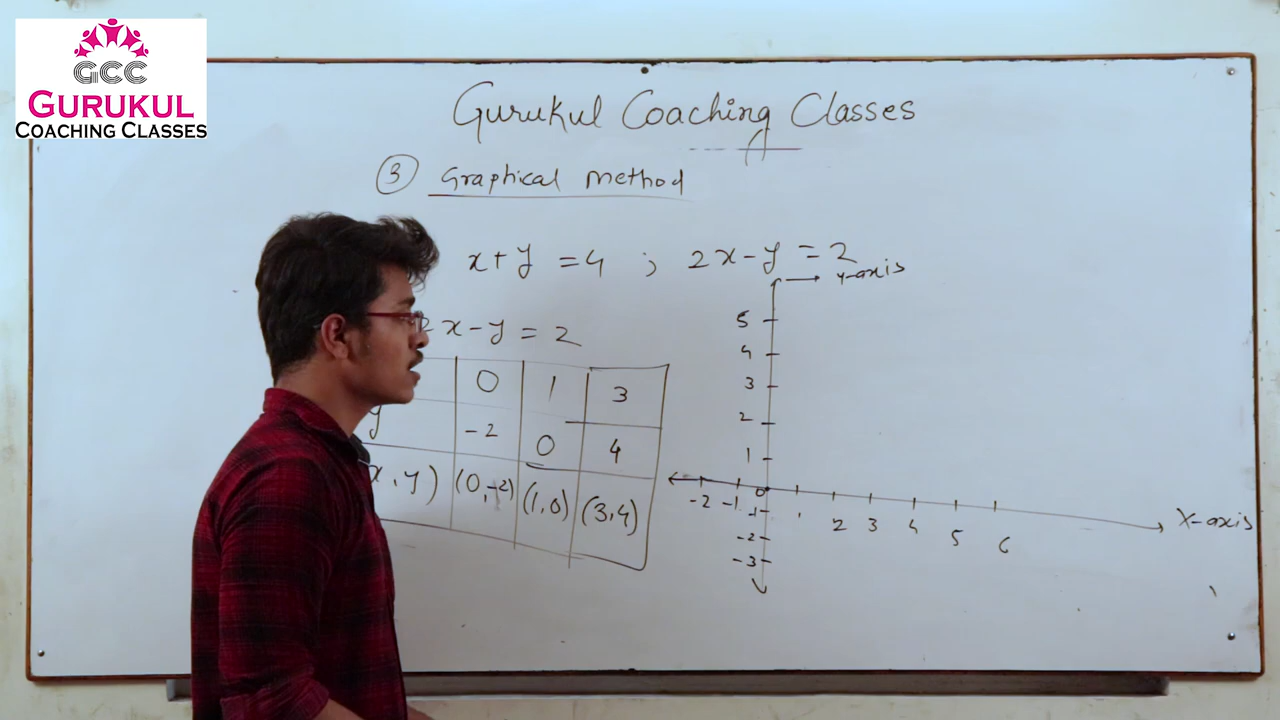 GCC
GURUKUL
COACHING CLASSES
Gurukul Coaching Classes
3 Graphical method
x+y =4 ; 2x-y = 2
Y-axis
2x-y = 2
0 1 3
y -2 0 4
x,y) (0,-2) (1,0) (3,4)
5
4
3
2
1
0
-2 -1 2 3 4 5 6
-1
-2
-3
X-axis